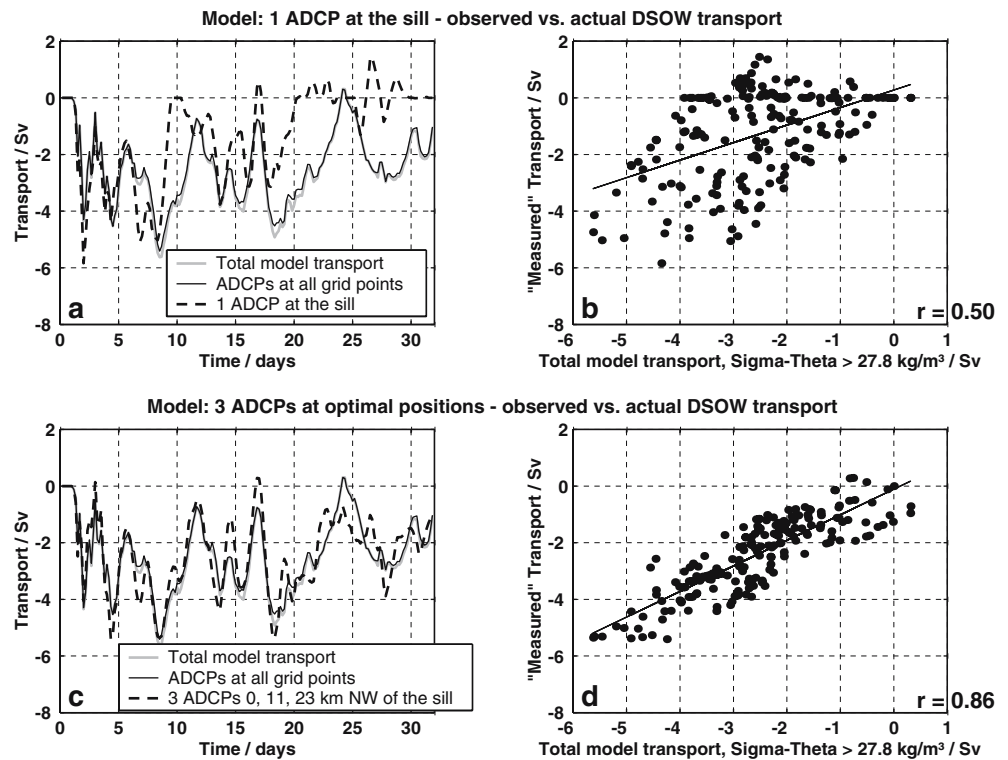 Model: 1 ADCP at the sill - observed vs. actual DSOW transport
2
0
-2
-4
-6
-8
Transport / Sv
Total model transport
ADCPs at all grid points
1 ADCP at the sill
a
0 5 10 15 20 25 30
Time / days
2
0
-2
-4
-6
-8
"Measured" Transport / Sv
b
r = 0.50
-6 -5 -4 -3 -2 -1 0 1
Total model transport, Sigma-Theta > 27.8 kg/m³ / Sv
Model: 3 ADCPs at optimal positions - observed vs. actual DSOW transport
2
0
-2
-4
-6
-8
Transport / Sv
Total model transport
ADCPs at all grid points
3 ADCPs 0, 11, 23 km NW of the sill
c
0 5 10 15 20 25 30
Time / days
2
0
-2
-4
-6
-8
"Measured" Transport / Sv
d
r = 0.86
-6 -5 -4 -3 -2 -1 0 1
Total model transport, Sigma-Theta > 27.8 kg/m³ / Sv